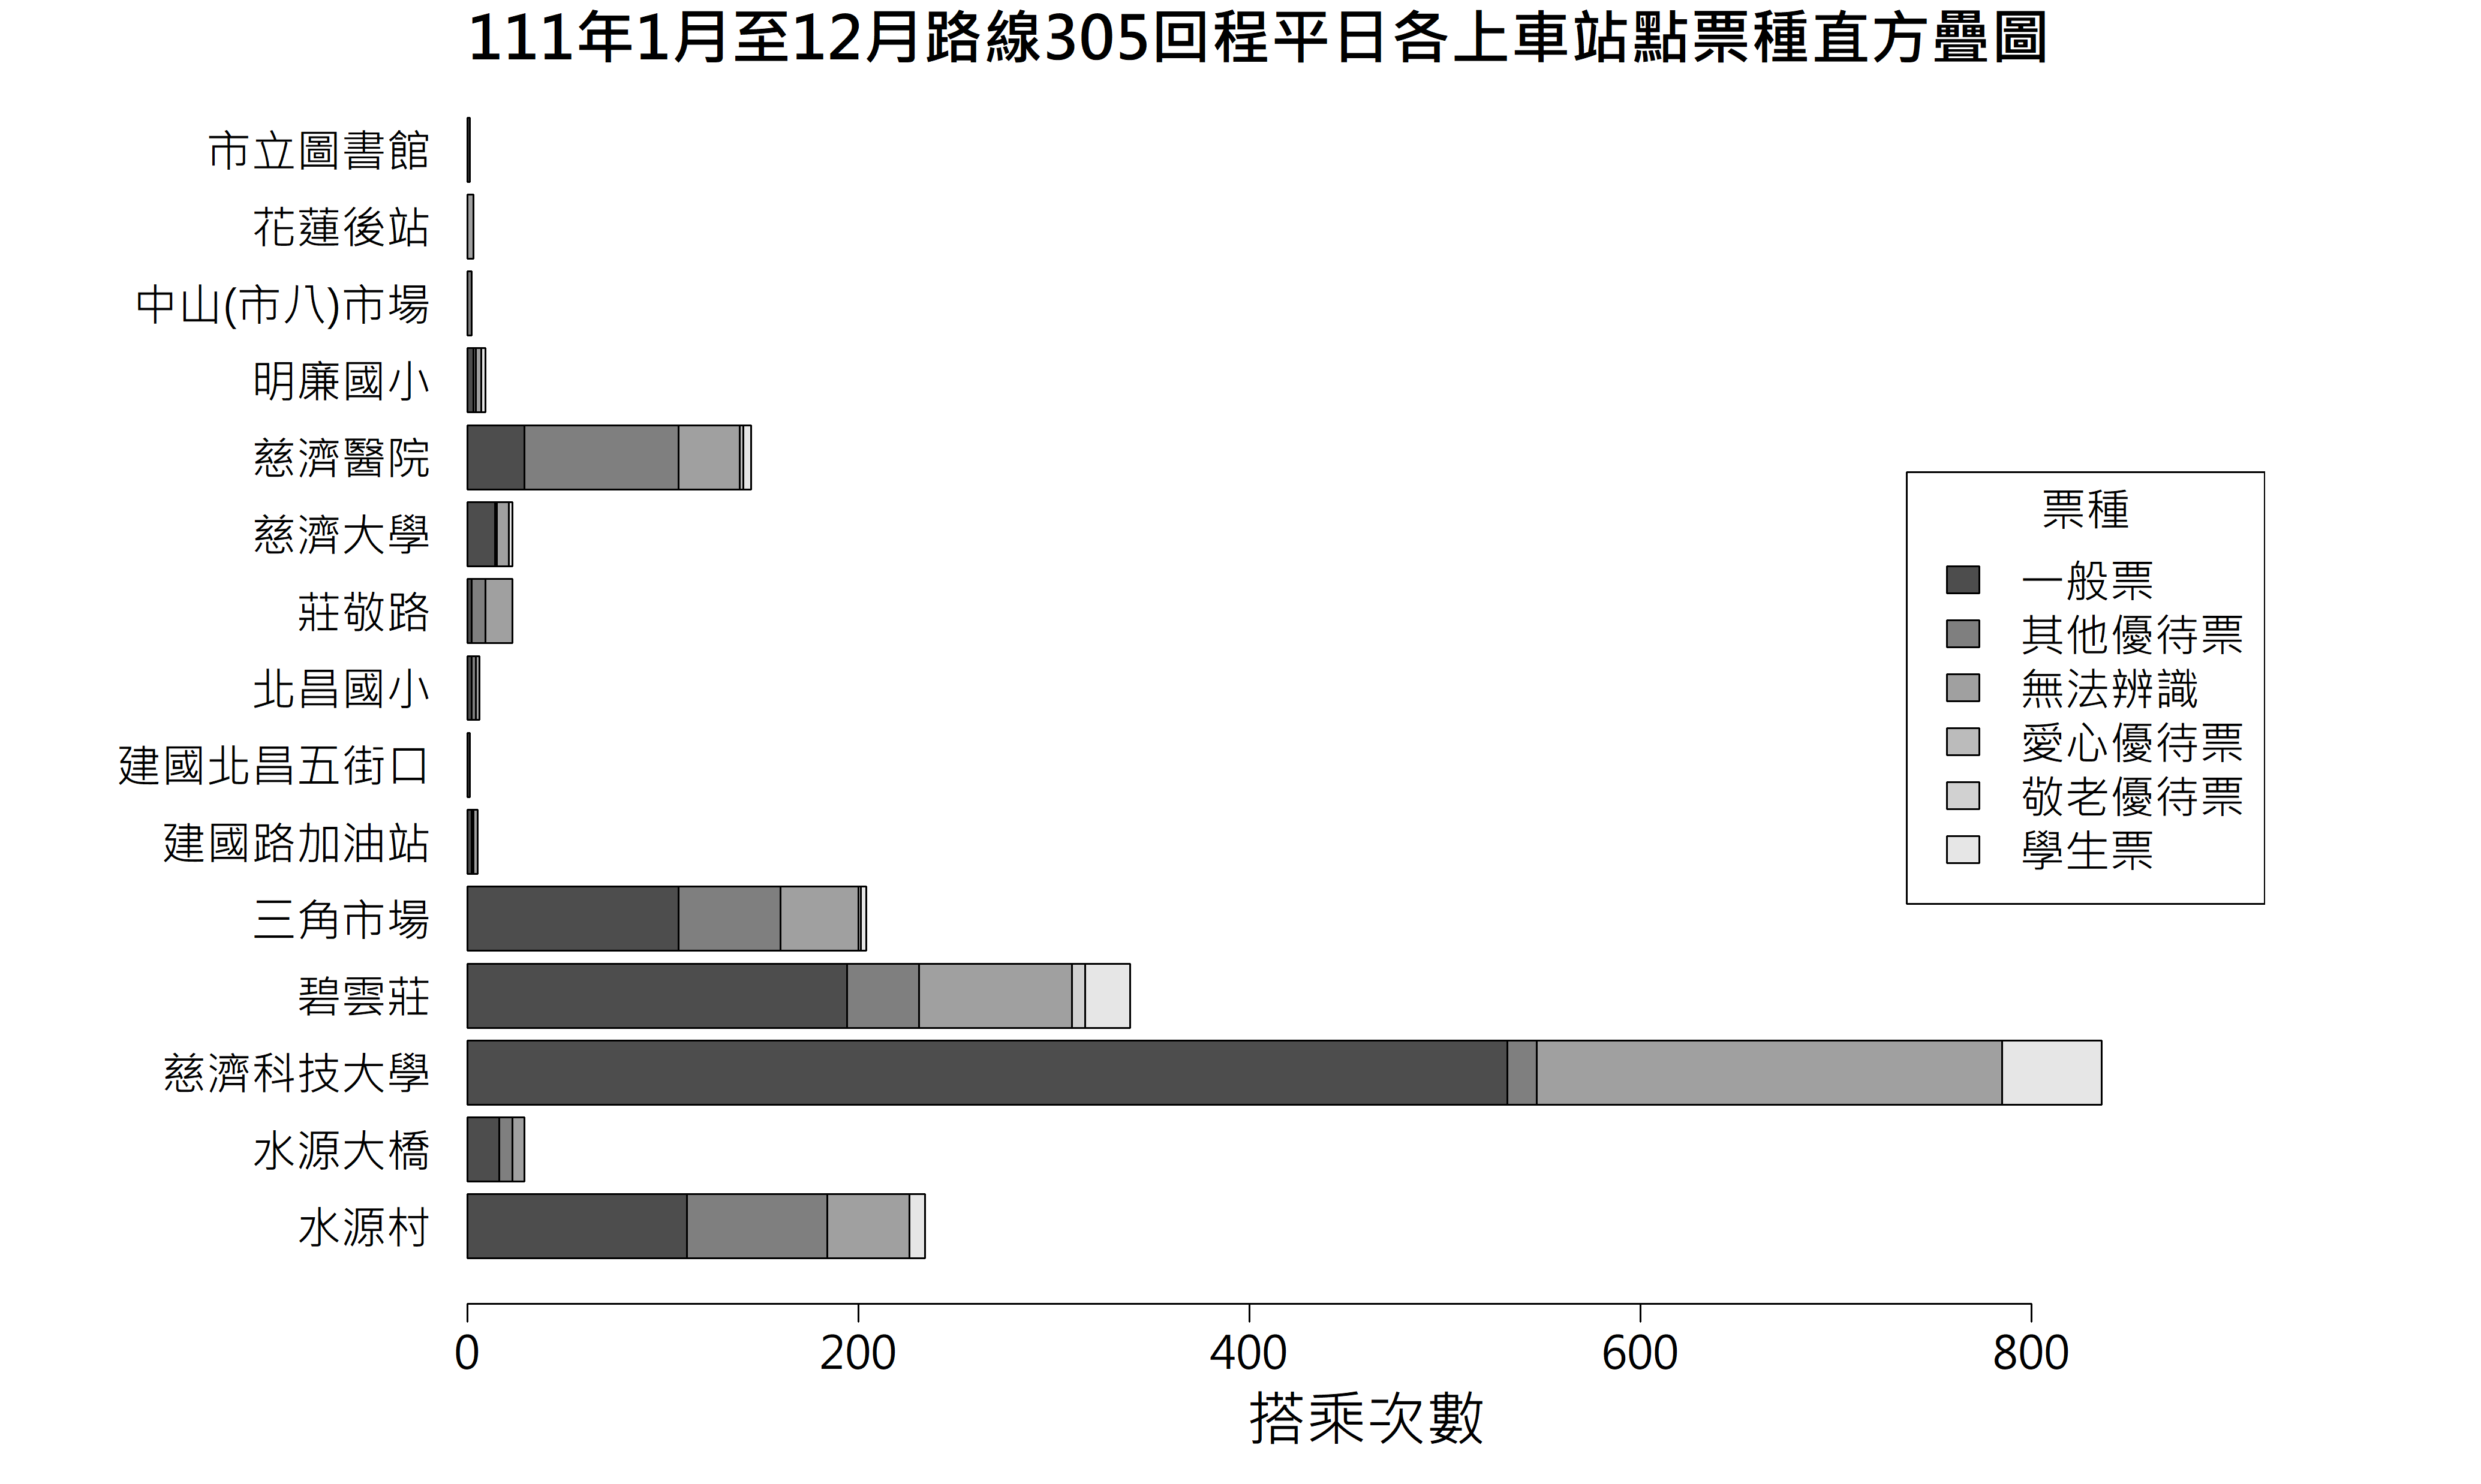 111年1月至12月路線305回程平日各上車站點票種直方疊圖
市立圖書館
花蓮後站
中山(市八)市場
明廉國小
慈濟醫院
慈濟大學
莊敬路
北昌國小
建國北昌五街口
建國路加油站
三角市場
碧雲莊
慈濟科技大學
水源大橋
水源村
票種
一般票
其他優待票
無法辨識
愛心優待票
敬老優待票
學生票
0 200 400 600 800
搭乘次數